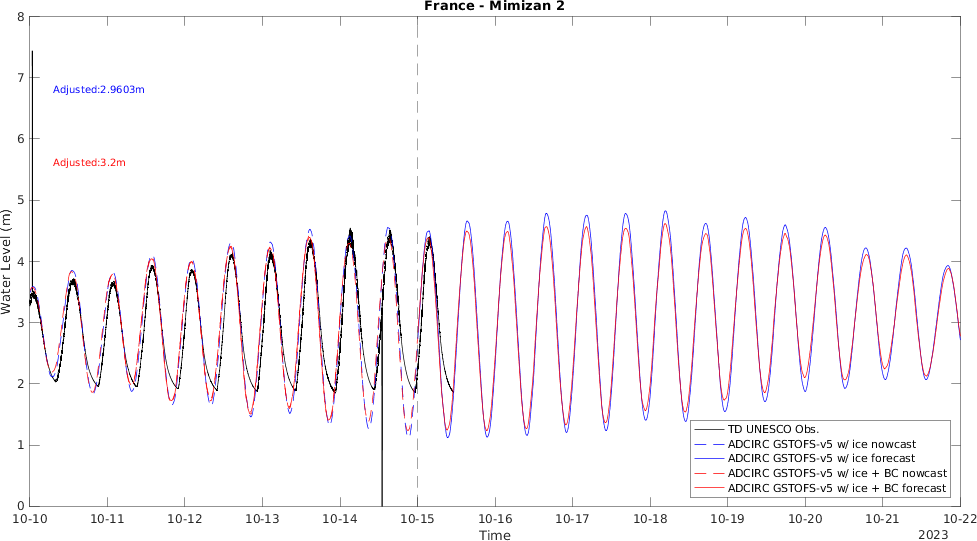 France - Mimizan 2
8
7
6
5
4
3
2
1
0
Water Level (m)
Adjusted:2.9603m
Adjusted:3.2m
TD UNESCO Obs.
ADCIRC GSTOFS-v5 w/ ice nowcast
ADCIRC GSTOFS-v5 w/ ice forecast
ADCIRC GSTOFS-v5 w/ ice + BC nowcast
ADCIRC GSTOFS-v5 w/ ice + BC forecast
10-10 10-11 10-12 10-13 10-14 10-15 10-16 10-17 10-18 10-19 10-20 10-21 10-22
Time
2023